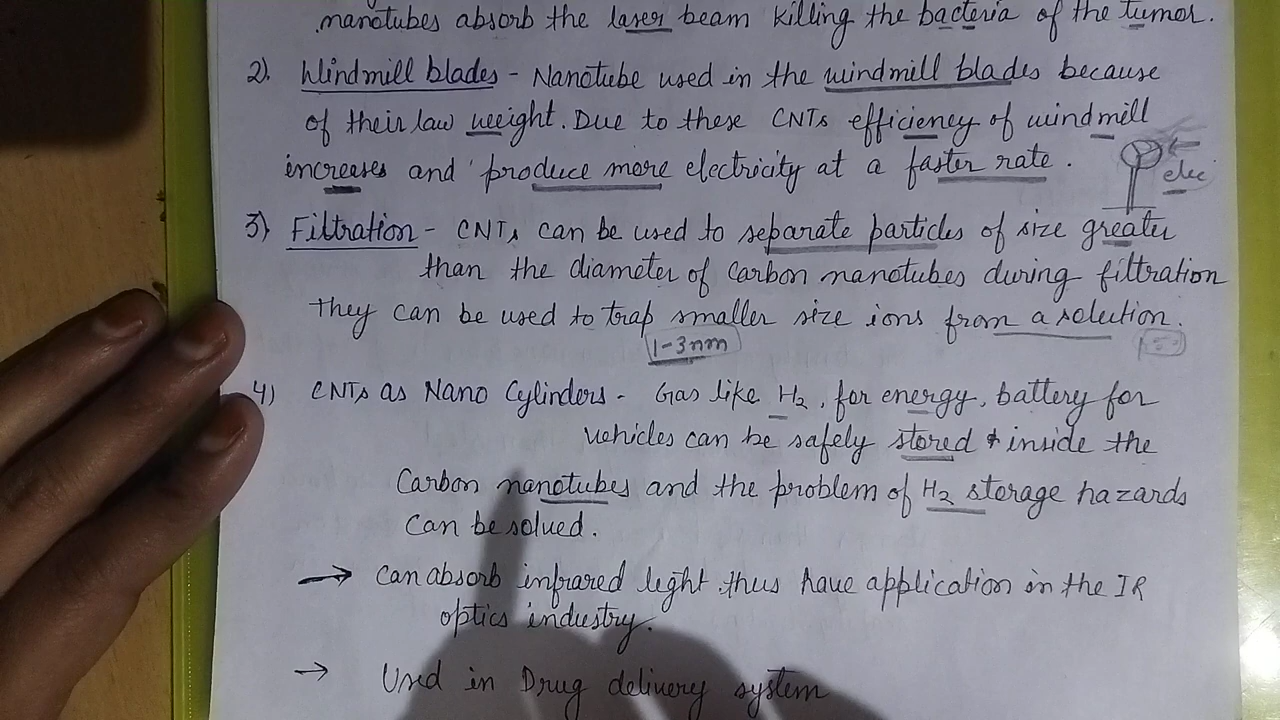 nanotubes absorb the laser beam killing the bacteria of the tumor.
2). Windmill blades - Nanotube used in the windmill blades because
of their law weight. Due to these CNTs efficieney of windmill
increases and produce more electricity at a faster rate.
elec
3) Filtration - CNTs can be used to separate particles of size greater
than the diameter of carbon nanotubes during filtration
They can be used to trap smaller size ions from a solution.
1-3nm
4) CNTs as Nano Cylinders - Gas like H2, for energy, battery for
vehicles can be safely stored & inside the
Carbon nanotubes and the problem of H2 storage hazards
can be solved.
→ can absorb infrared light thus have application in the IR
optics industry.
→ Used in Drug delivery system